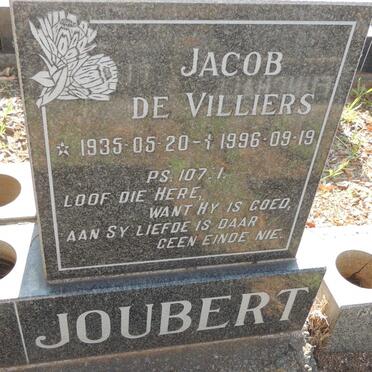 JACOB
DE VILLIERS
☆ 1935-05-20-† 1996-09-19
PS. 107:1.
LOOF DIE HERE,
WANT HY IS GOED,
AAN SY LIEFDE IS DAAR
GEEN EINDE NIE.
JOUBERT